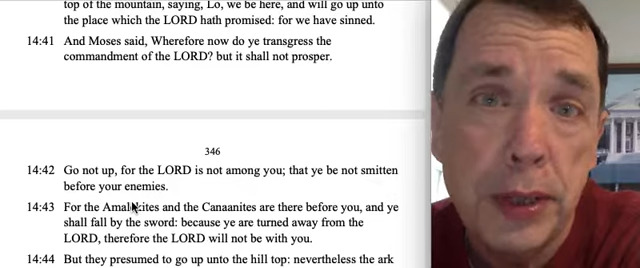 top of the mountain, saying, Lo, we be here, and will go up unto
the place which the LORD hath promised: for we have sinned.
14:41 And Moses said, Wherefore now do ye transgress the
commandment of the LORD? but it shall not prosper.
346
14:42 Go not up, for the LORD is not among you; that ye be not smitten
before your enemies.
14:43 For the Amalekites and the Canaanites are there before you, and ye
shall fall by the sword: because ye are turned away from the
LORD, therefore the LORD will not be with you.
14:44 But they presumed to go up unto the hill top: nevertheless the ark